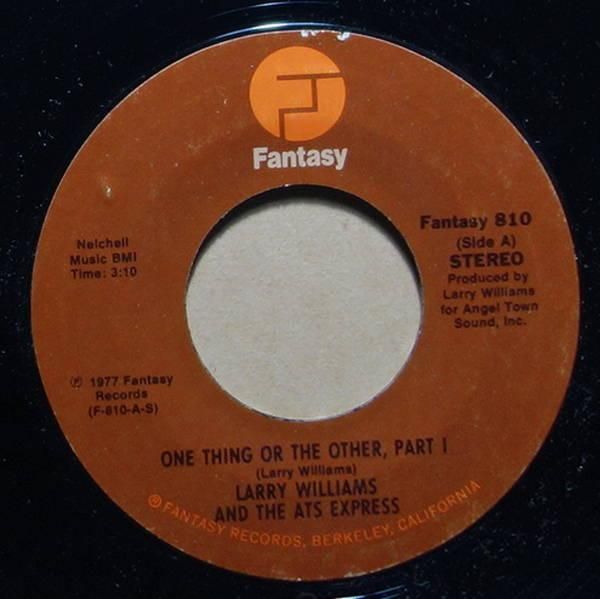 Fantasy
Nelchell
Music BMI
Time: 3:10
Fantasy 810
(Side A)
STEREO
Produced by
Larry Williams
for Angel Town
Sound, Inc.
℗ 1977 Fantasy
Records
(F-810-A-S)
ONE THING OR THE OTHER, PART I
(Larry Williams)
LARRY WILLIAMS
AND THE ATS EXPRESS
® FANTASY RECORDS, BERKELEY, CALIFORNIA